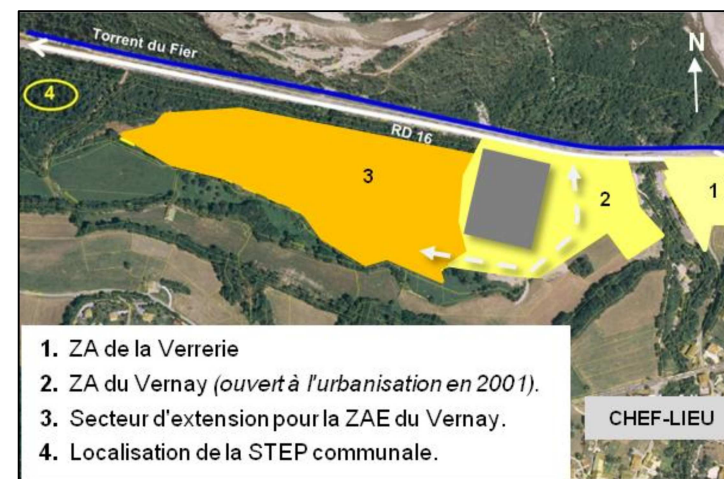 Torrent du Fier
N
4
RD 16
3
2
1
1. ZA de la Verrerie
2. ZA du Vernay (ouvert à l'urbanisation en 2001).
3. Secteur d'extension pour la ZAE du Vernay.
4. Localisation de la STEP communale.
CHEF-LIEU